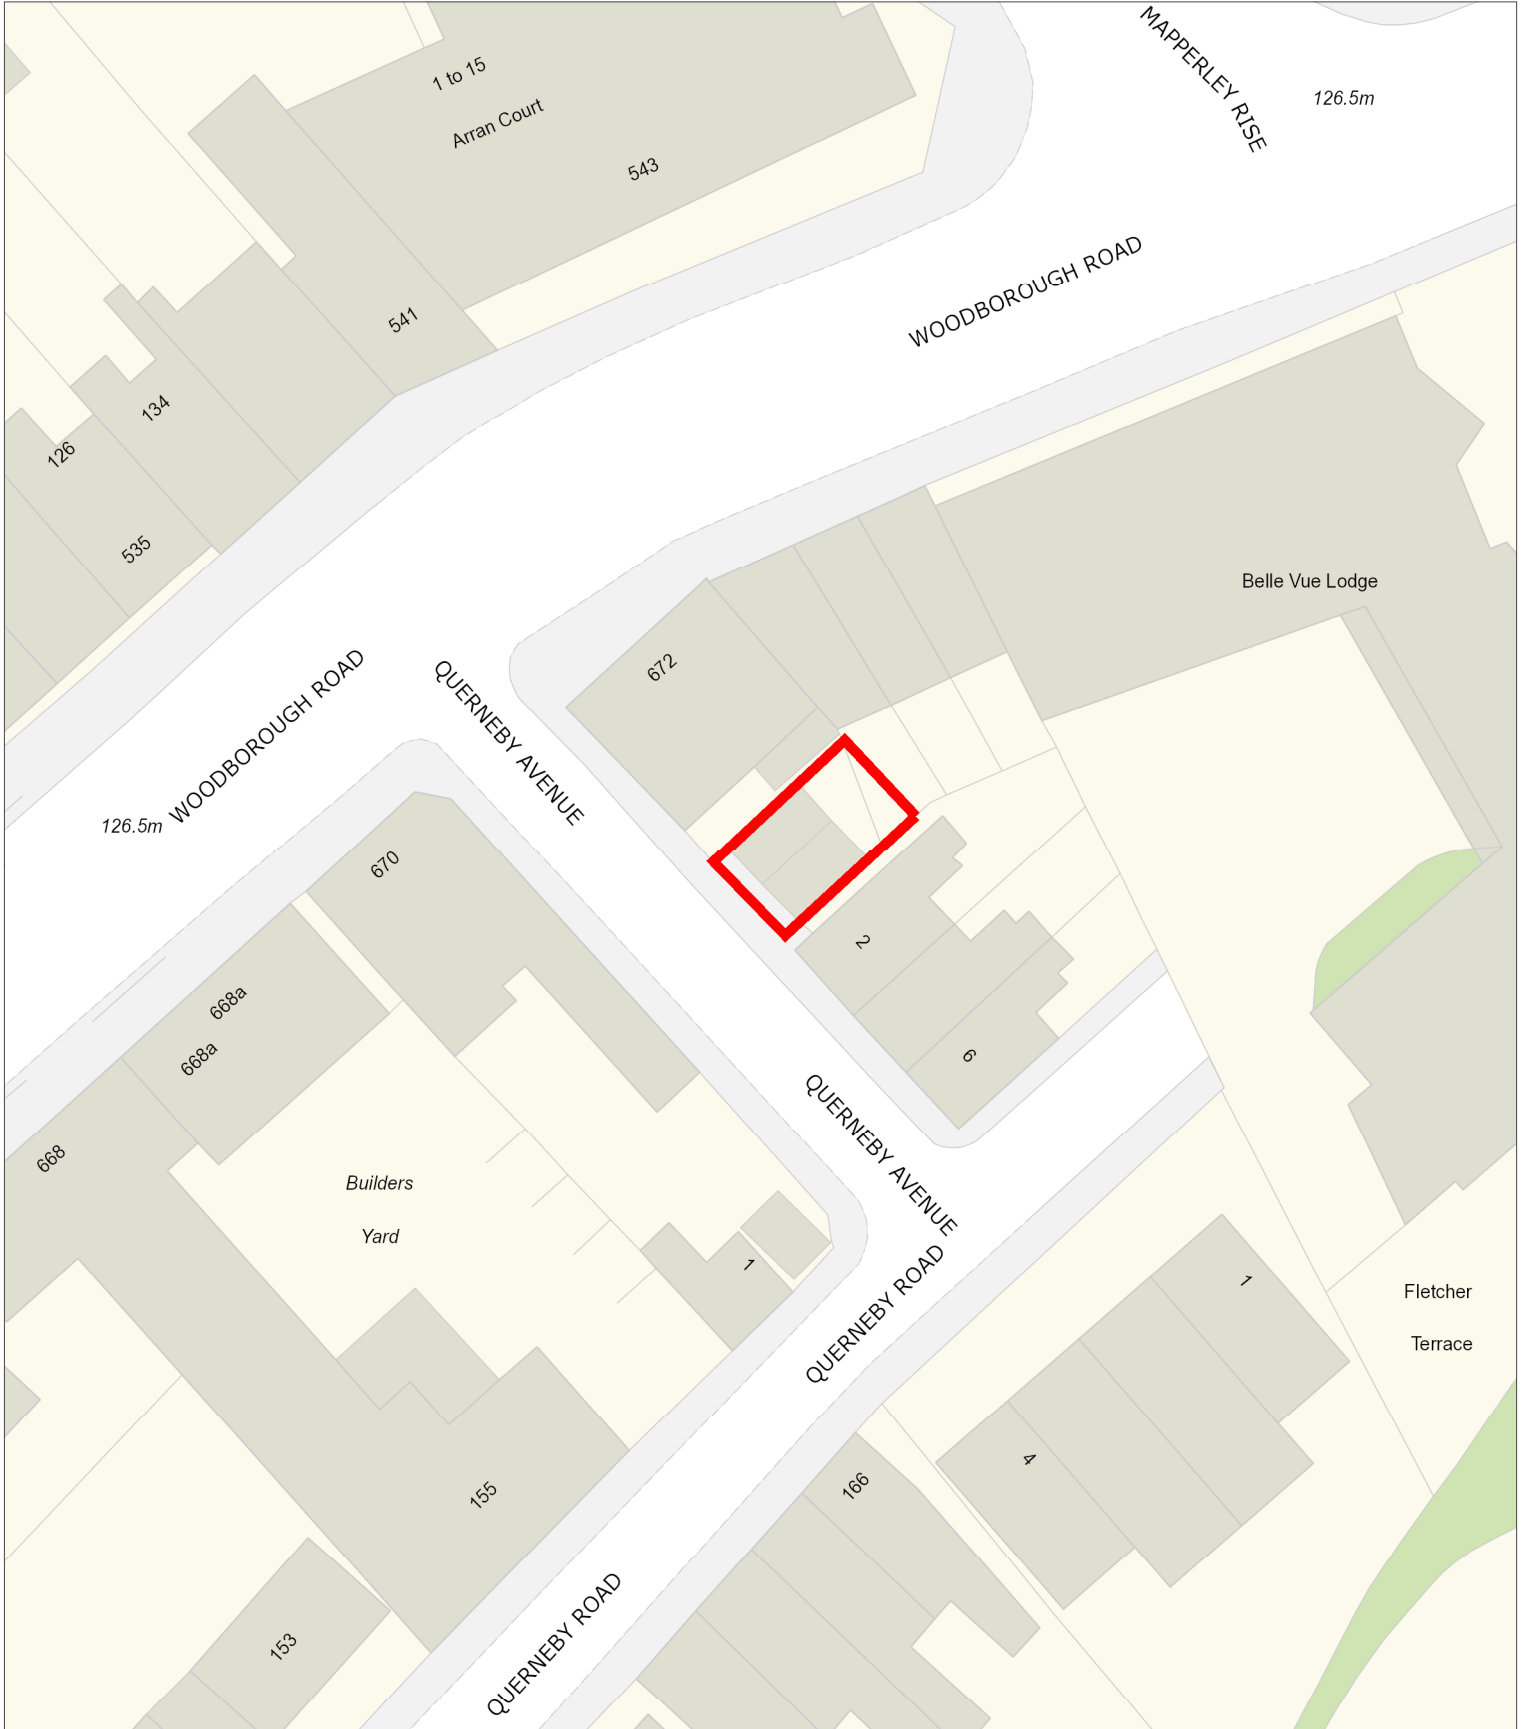 MAPPERLEY RISE
1 to 15
126.5m
Arran Court
543
WOODBOROUGH ROAD
541
134
126
535
Belle Vue Lodge
672
WOODBOROUGH ROAD
QUERNEBY AVENUE
126.5m
670
2
668a
668a
6
QUERNEBY AVENUE
668
Builders
Yard
1
QUERNEBY ROAD
1
Fletcher
Terrace
4
166
155
153
QUERNEBY ROAD